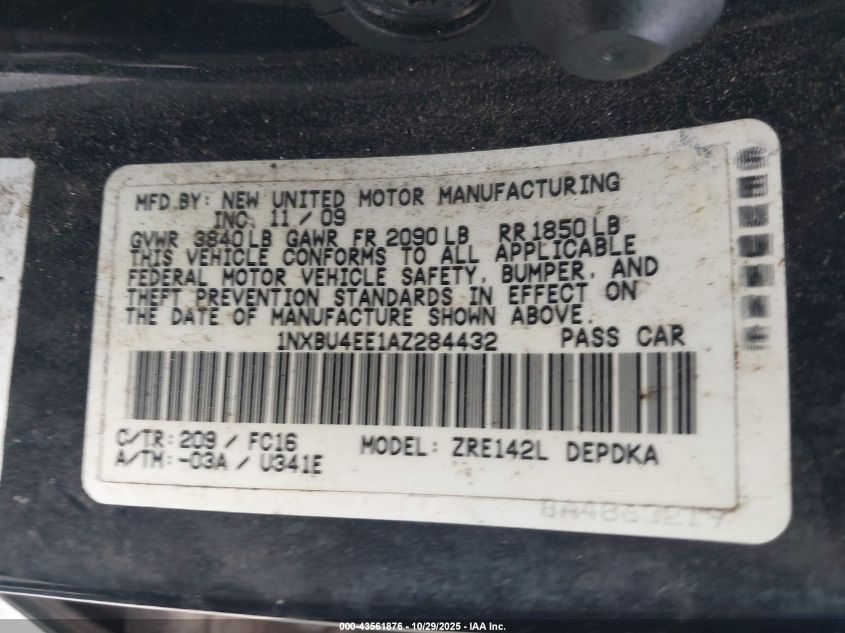 MFD.BY: NEW UNITED MOTOR MANUFACTURING
INC. 11 / 09
GVWR 3840 LB GAWR FR 2090 LB RR 1850 LB
THIS VEHICLE CONFORMS TO ALL APPLICABLE
FEDERAL MOTOR VEHICLE SAFETY, BUMPER, AND
THEFT PREVENTION STANDARDS IN EFFECT ON
THE DATE OF MANUFACTURE SHOWN ABOVE.
1NXBU4EE1AZ284432 PASS CAR
C/TR: 209 / FC16 MODEL: ZRE142L DEPDKA
A/TM: -03A / U341E
000-43561876 - 10/29/2025 - IAA Inc.